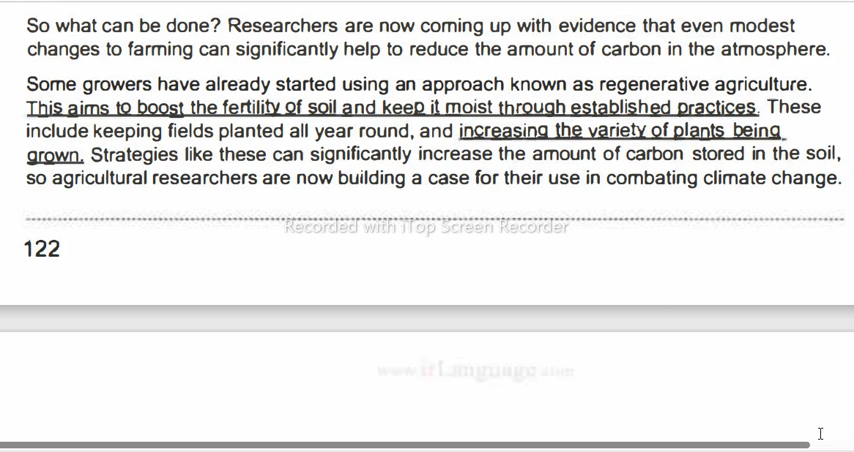 So what can be done? Researchers are now coming up with evidence that even modest
changes to farming can significantly help to reduce the amount of carbon in the atmosphere.
Some growers have already started using an approach known as regenerative agriculture.
This aims to boost the fertility of soil and keep it moist through established practices. These
include keeping fields planted all year round, and increasing the variety of plants being
grown. Strategies like these can significantly increase the amount of carbon stored in the soil,
so agricultural researchers are now building a case for their use in combating climate change.
Recorded with iTop Screen Recorder
122
www.irLanguage.com